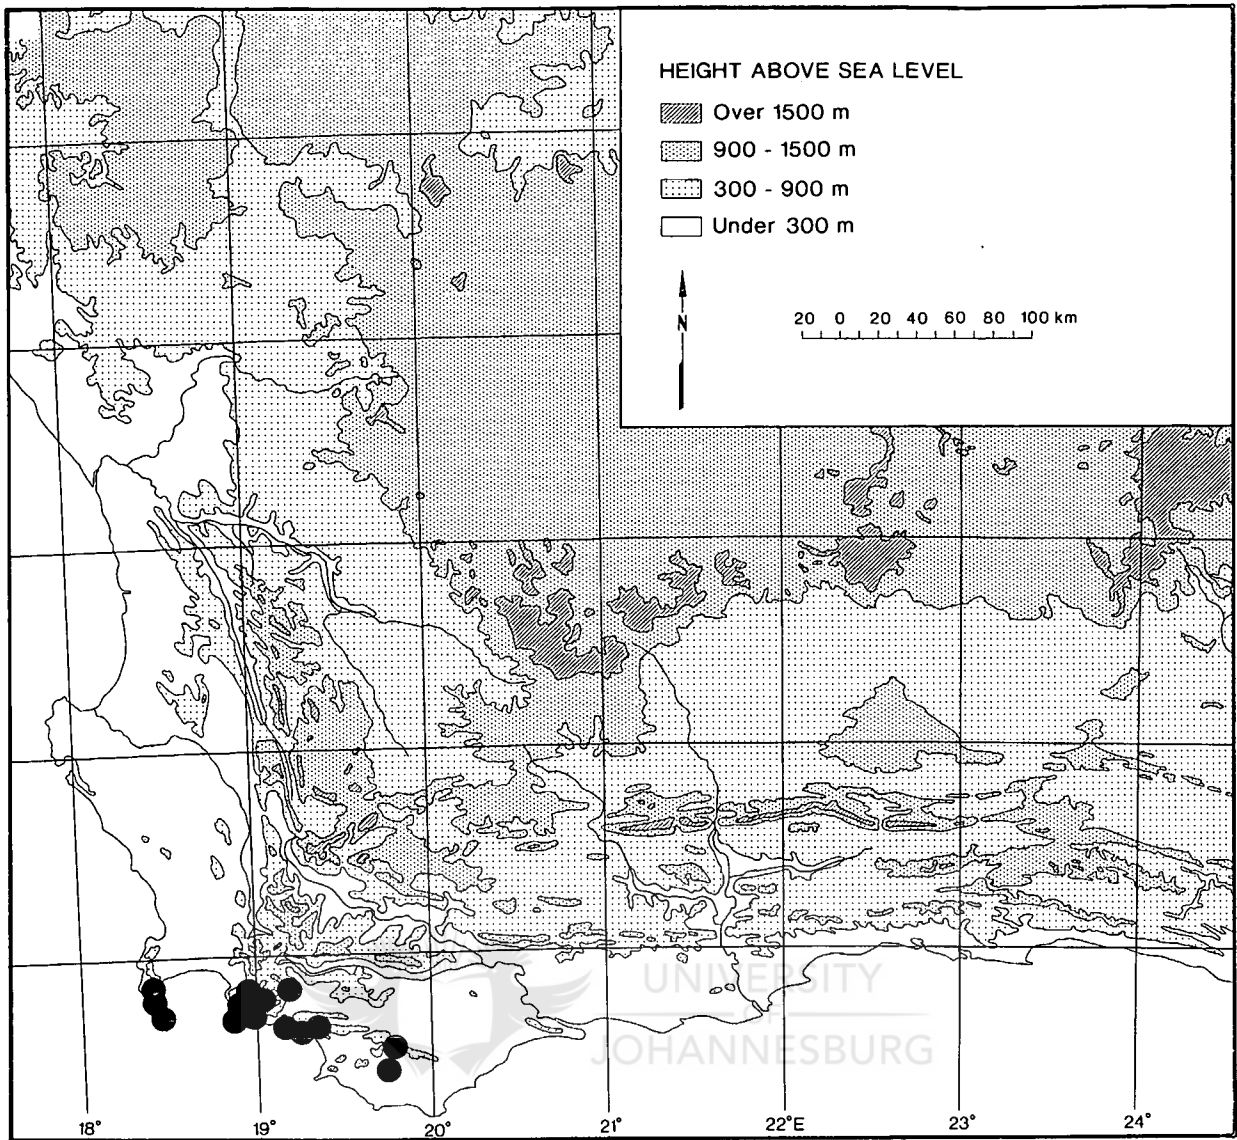 HEIGHT ABOVE SEA LEVEL
Over 1500 m
900 - 1500 m
300 - 900 m
Under 300 m
N
20 0 20 40 60 80 100 km
UNIVERSITY
OF
JOHANNESBURG
18° 19° 20° 21° 22°E 23° 24°